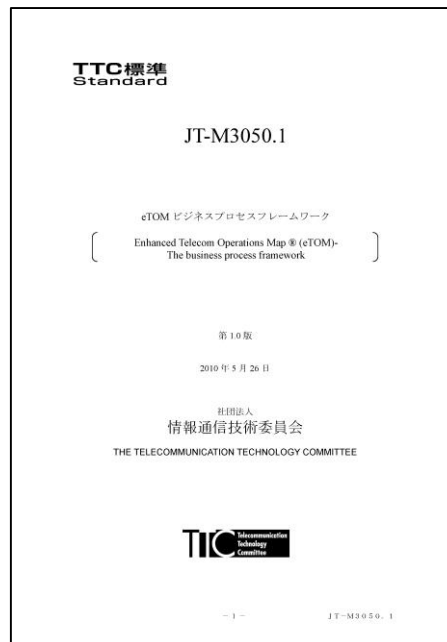 TTC標準
Standard
JT-M3050.1
eTOM ビジネスプロセスフレームワーク
Enhanced Telecom Operations Map ® (eTOM)-
The business process framework
第 1.0 版
2010 年 5 月 26 日
社団法人
情報通信技術委員会
THE TELECOMMUNICATION TECHNOLOGY COMMITTEE
TTC Telecommunication
Technology
Committee
－ 1 －
JT－M3050. 1